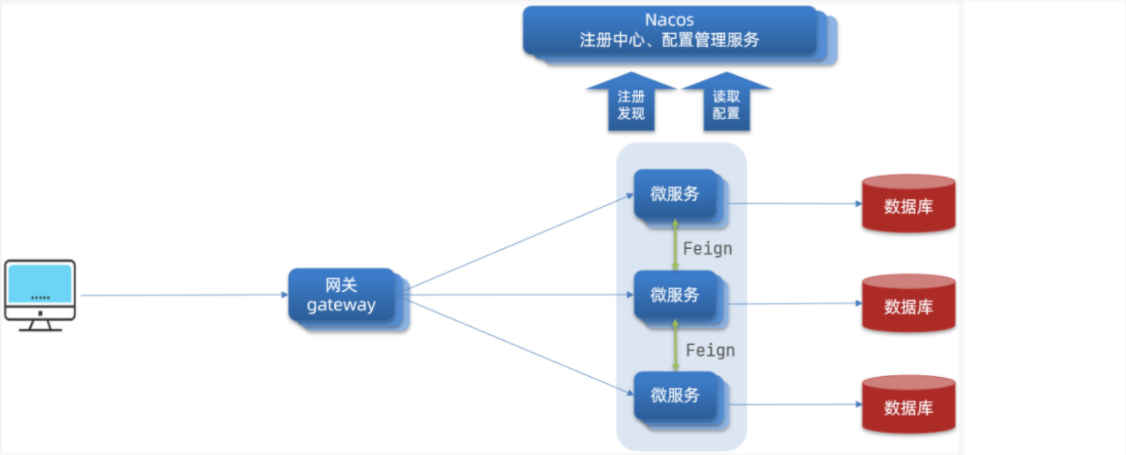 Nacos
注册中心、配置管理服务
注册
发现
读取
配置
微服务
数据库
Feign
网关
gateway
微服务
数据库
Feign
微服务
数据库
.....